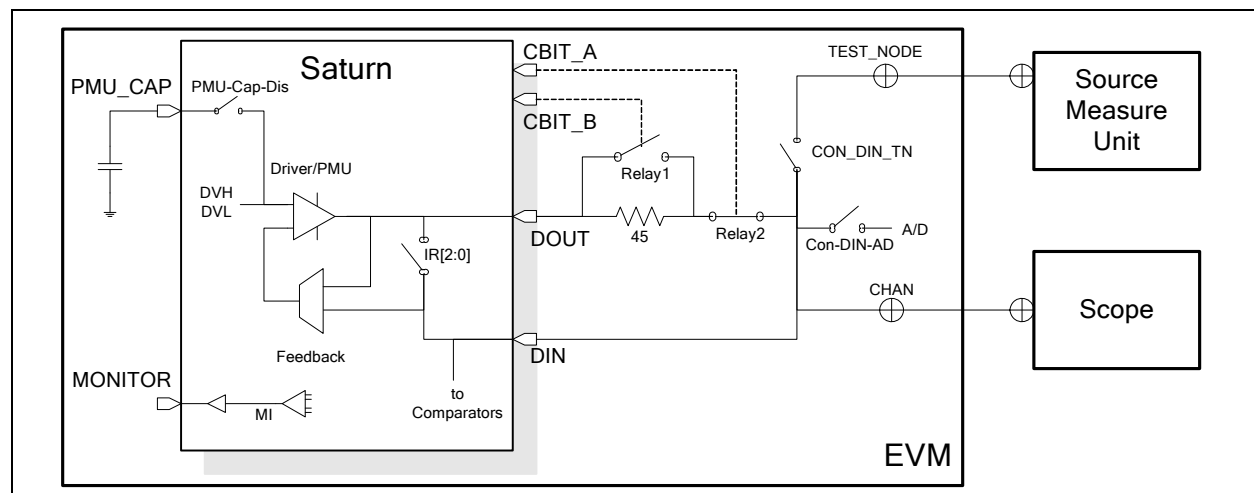 CBIT_A
TEST_NODE
Saturn
Source
Measure
Unit
PMU_CAP
PMU-Cap-Dis
CBIT_B
CON_DIN_TN
Driver/PMU
Relay1
DVH
DVL
A/D
DOUT
45
Relay2
Con-DIN-AD
IR[2:0]
CHAN
Scope
Feedback
DIN
MONITOR
to
Comparators
MI
EVM